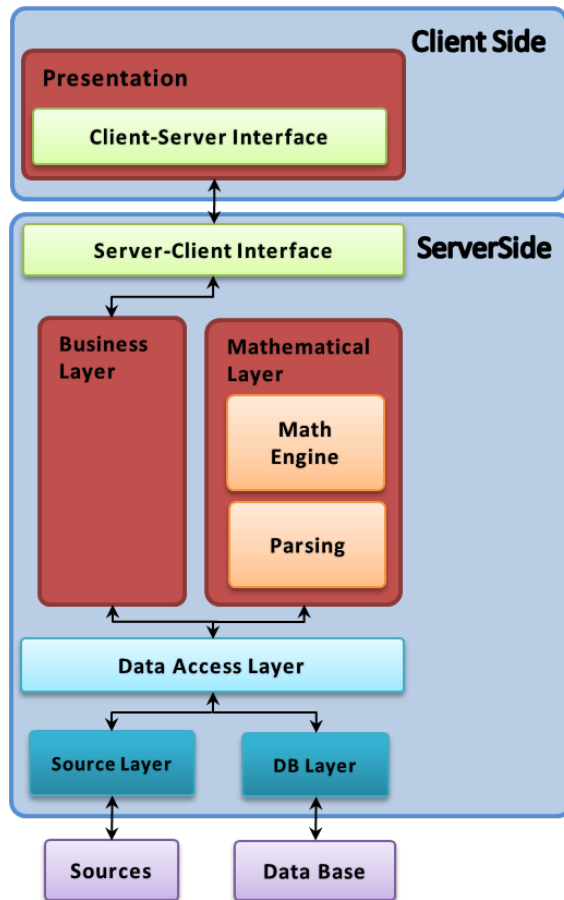 Client Side
Presentation
Client-Server Interface
Server-Client Interface
ServerSide
Business
Layer
Mathematical
Layer
Math
Engine
Parsing
Data Access Layer
Source Layer
DB Layer
Sources
Data Base